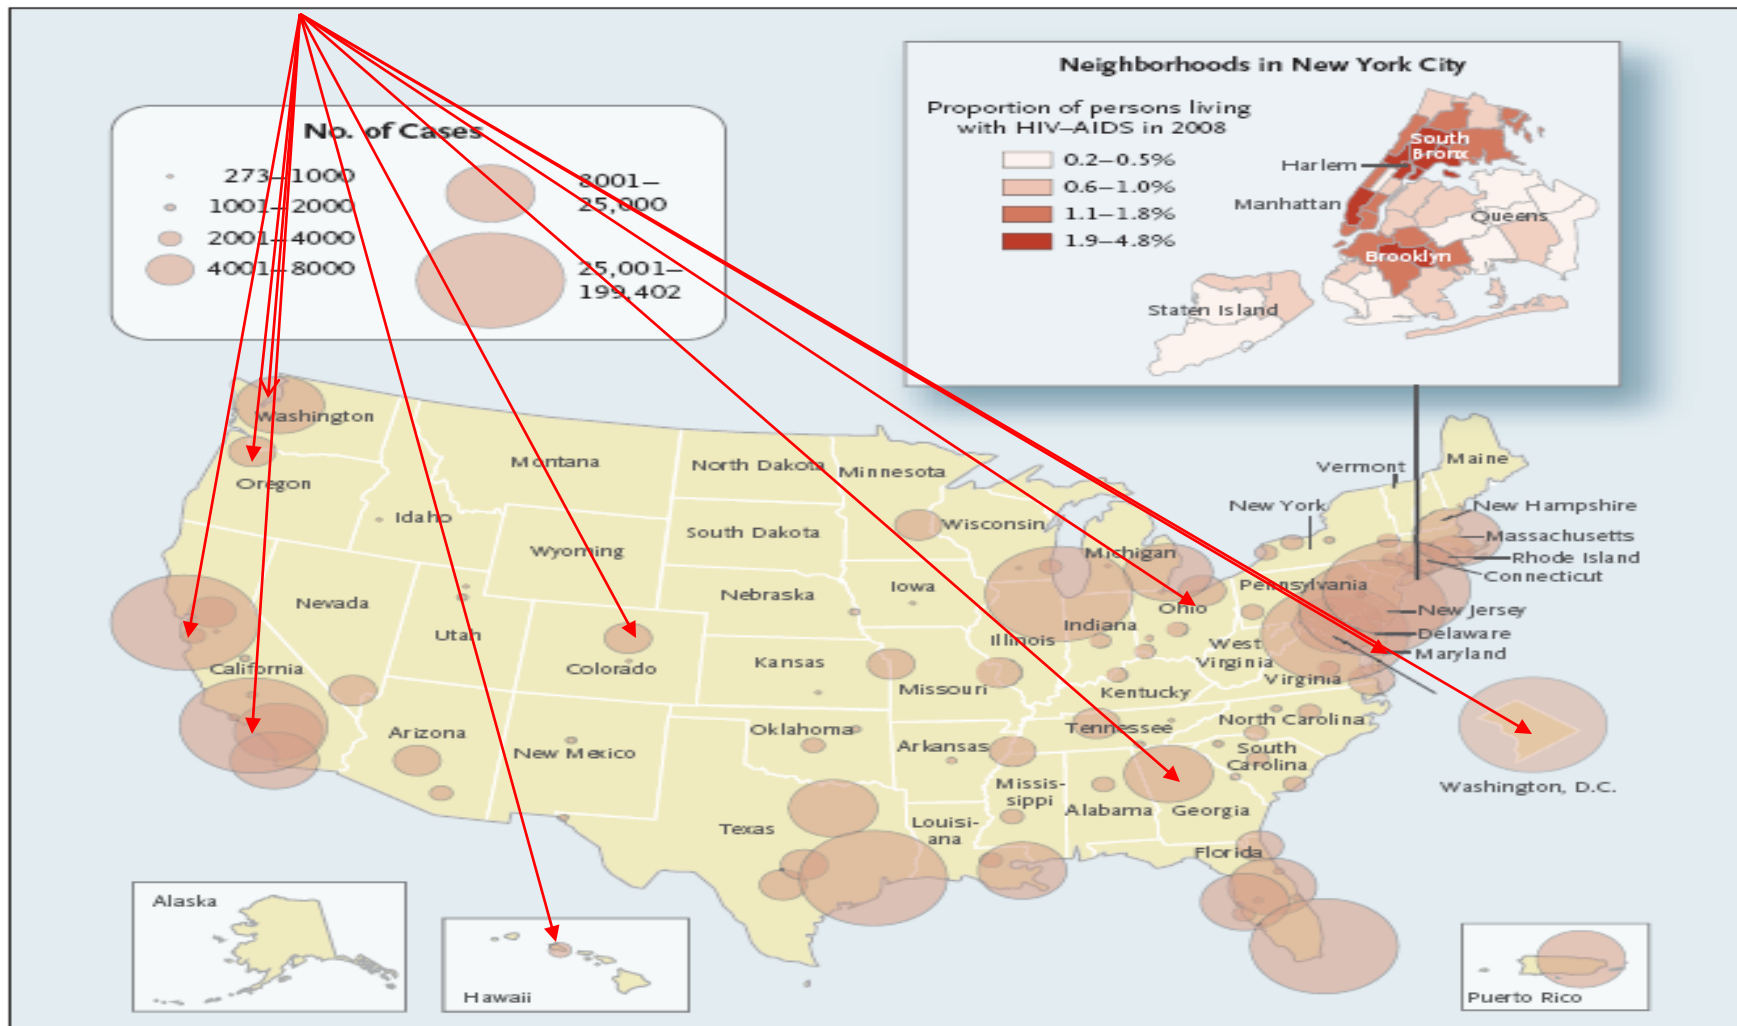 No. of Cases
273–1000
1001–2000
2001–4000
4001–8000
8001–
25,000
25,001–
199,402
Neighborhoods in New York City
Proportion of persons living
with HIV–AIDS in 2008
0.2–0.5%
0.6–1.0%
1.1–1.8%
1.9–4.8%
South
Bronx
Harlem
Manhattan
Queens
Brooklyn
Staten Island
Washington
Oregon
Idaho
Montana
North Dakota
Minnesota
Wisconsin
Michigan
New York
Vermont
Maine
New Hampshire
Massachusetts
Rhode Island
Connecticut
Wyoming
South Dakota
Nevada
Utah
Nebraska
Iowa
Illinois
Indiana
Ohio
Pennsylvania
New Jersey
Delaware
Maryland
California
Colorado
Kansas
Missouri
Kentucky
West
Virginia
Virginia
Arizona
New Mexico
Oklahoma
Arkansas
Tennessee
North Carolina
South
Carolina
Washington, D.C.
Texas
Louisi-
ana
Missis-
sippi
Alabama
Georgia
Florida
Alaska
Hawaii
Puerto Rico